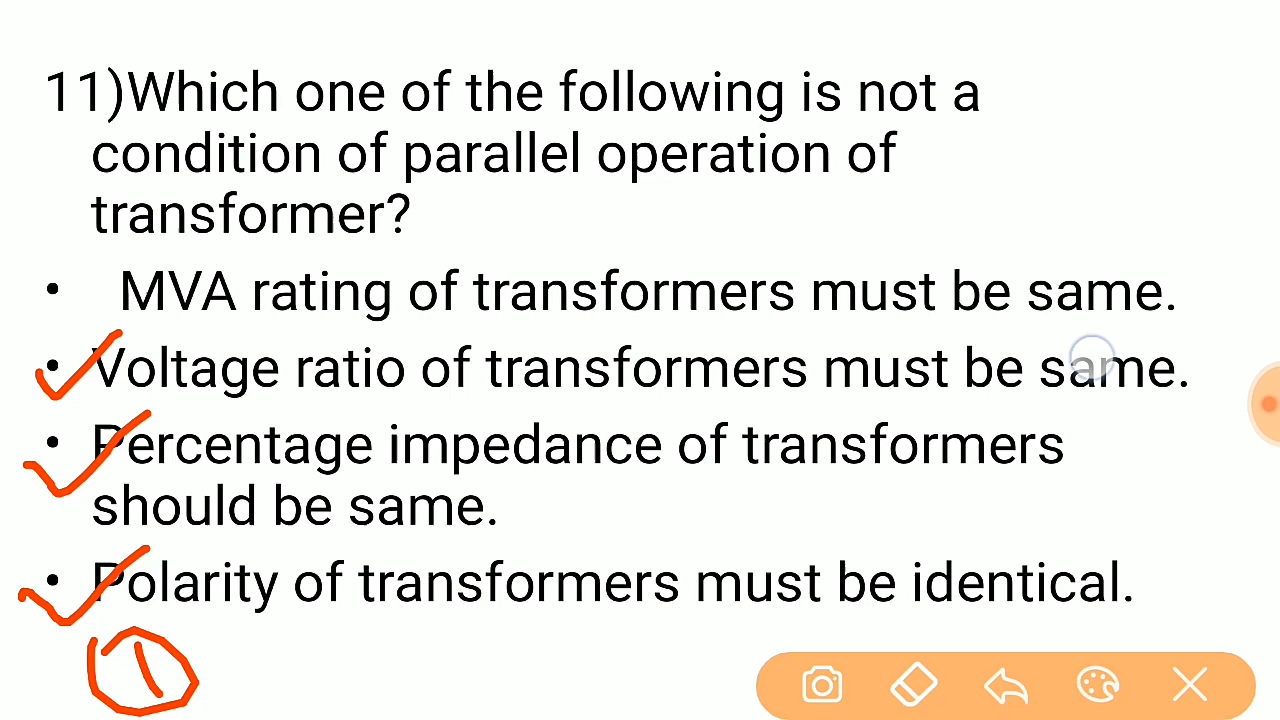 11)Which one of the following is not a
condition of parallel operation of
transformer?
• MVA rating of transformers must be same.
• Voltage ratio of transformers must be same.
• Percentage impedance of transformers
should be same.
• Polarity of transformers must be identical.
1